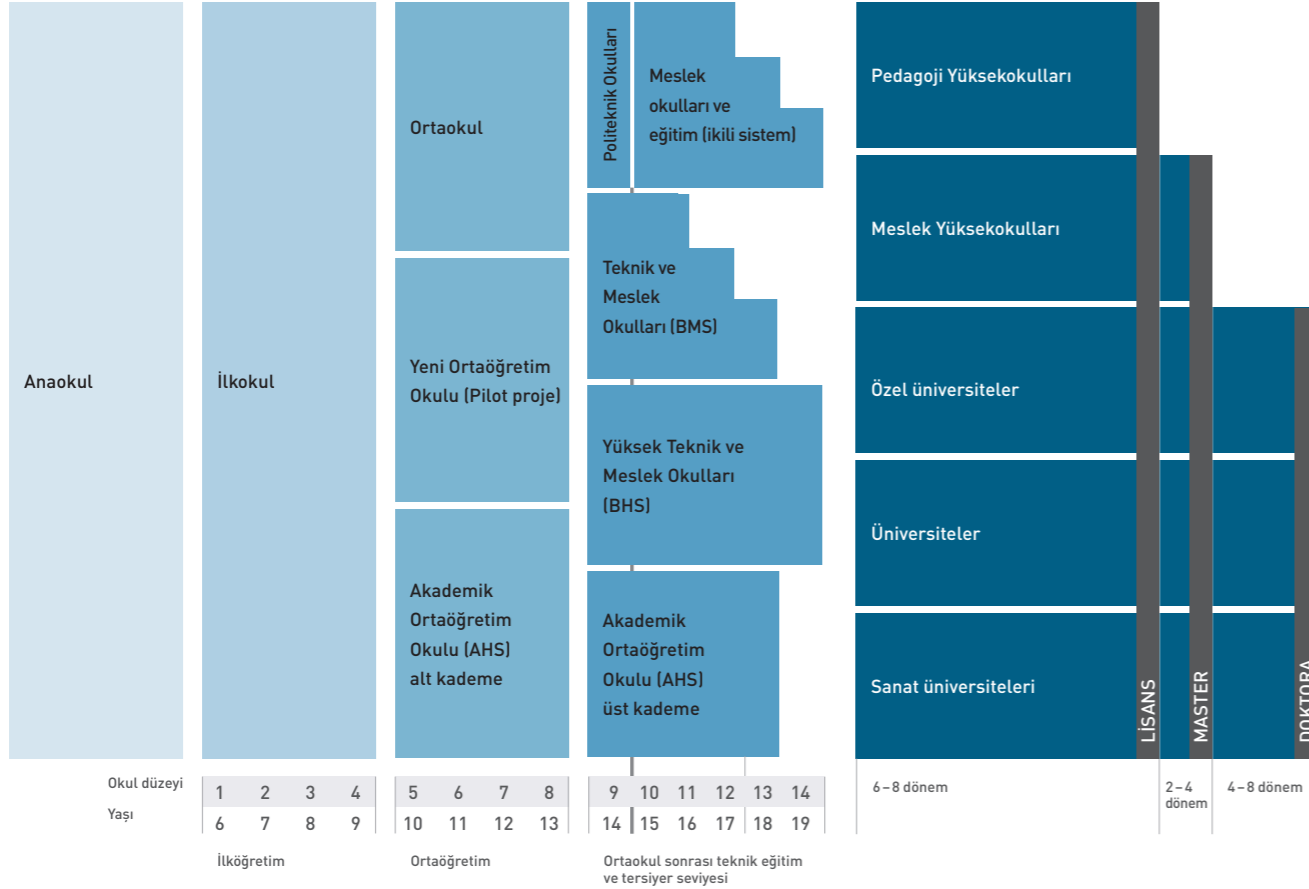 Anaokul
İlkokul
Ortaokul
Yeni Ortaöğretim
Okulu (Pilot proje)
Akademik
Ortaöğretim
Okulu (AHS)
alt kademe
Politeknik Okulları
Meslek
okulları ve
eğitim (ikili sistem)
Teknik ve
Meslek
Okulları (BMS)
Yüksek Teknik ve
Meslek Okulları
(BHS)
Akademik
Ortaöğretim
Okulu (AHS)
üst kademe
Pedagoji Yüksekokulları
Meslek Yüksekokulları
Özel üniversiteler
Üniversiteler
Sanat üniversiteleri
LİSANS
MASTER
DOKTORA
Okul düzeyi 1 2 3 4 5 6 7 8 9 10 11 12 13 14
Yaşı 6 7 8 9 10 11 12 13 14 15 16 17 18 19
6–8 dönem
2–4
dönem
4–8 dönem
İlköğretim
Ortaöğretim
Ortaokul sonrası teknik eğitim
ve tersiyer seviyesi